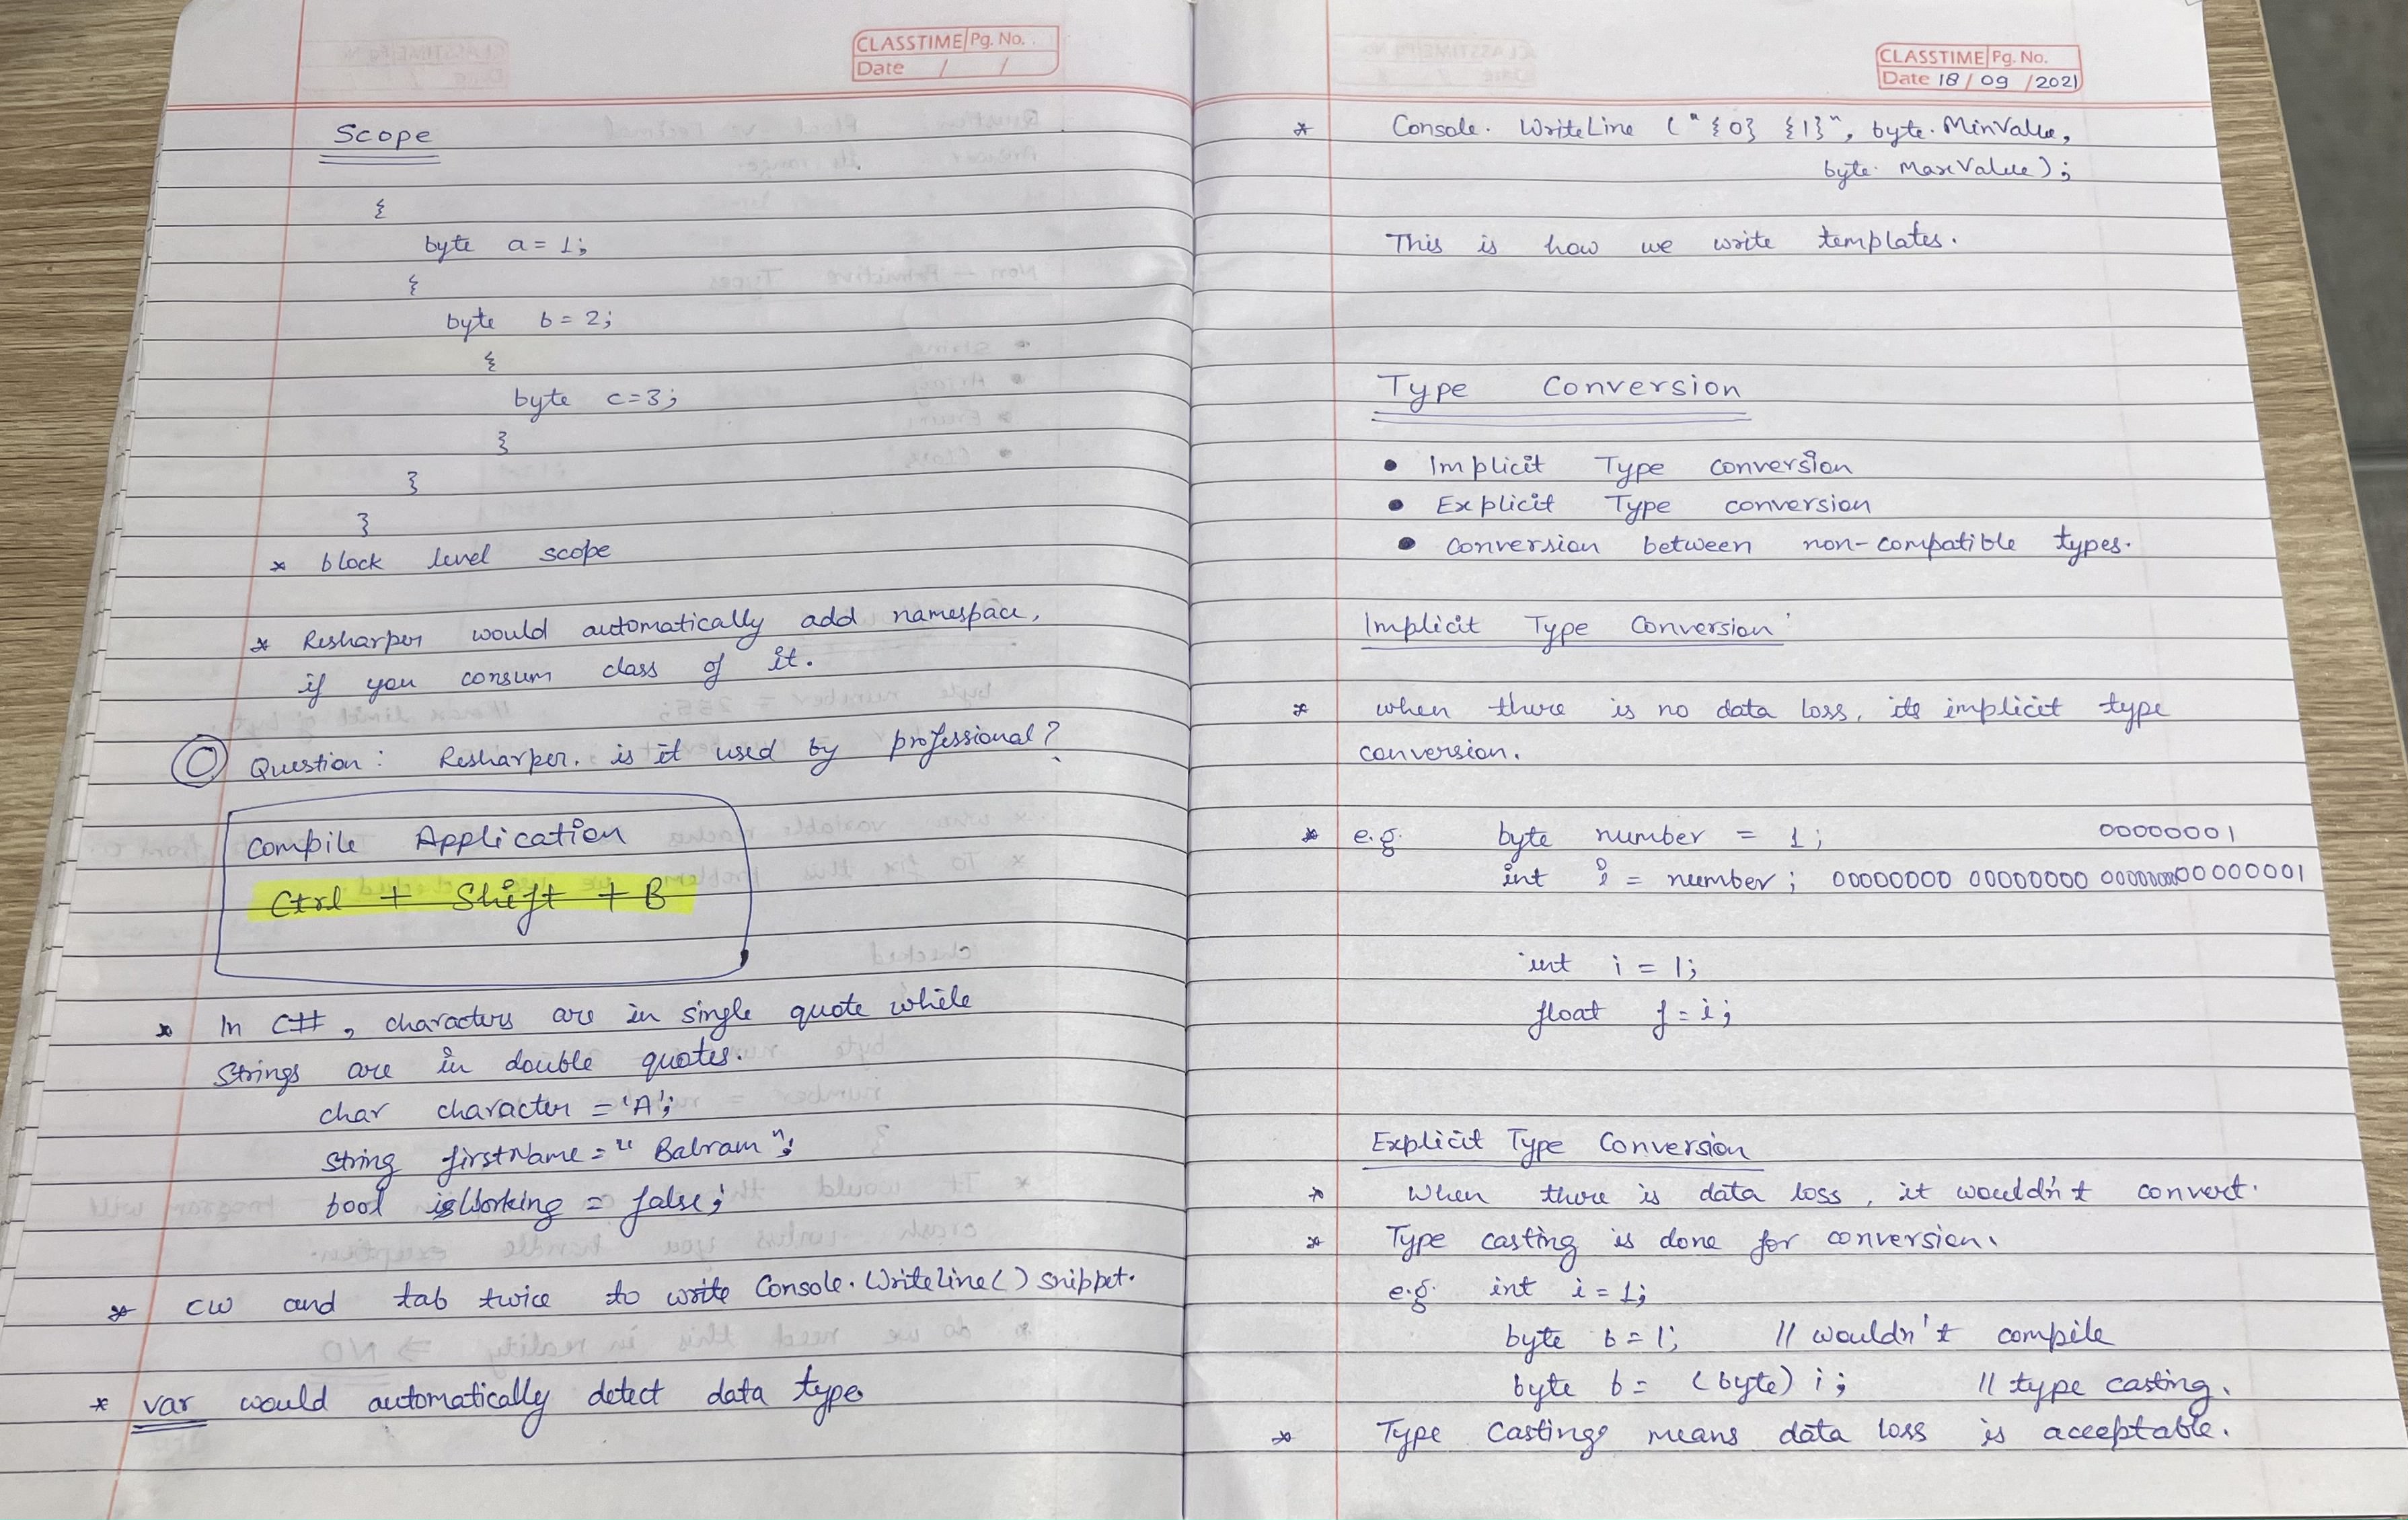 CLASSTIME Pg. No.
Date / /
Scope
{
byte a = 1;
{
byte b = 2;
{
byte c=3;
}
}
}
* block level scope
* Resharper would automatically add namespace,
if you consum class of it.
Question: Resharper. is it used by professional?
Compile Application
Ctrl + Shift + B
* In C#, characters are in single quote while
Strings are in double quotes.
char character = 'A';
string firstName = "Balram";
bool isWorking = false;
* cw and tab twice to write Console.WriteLine() snippet.
* var would automatically detect data type
CLASSTIME Pg. No.
Date 18/09/2021
* Console. WriteLine ("{0} {1}", byte.MinValue,
byte.MaxValue);
This is how we write templates.
Type Conversion
• Implicit Type conversion
• Explicit Type conversion
• conversion between non-compatible types.
Implicit Type Conversion
* when there is no data loss, its implicit type
conversion.
* e.g. byte number = 1; 00000001
int i = number; 00000000 00000000 00000000 00000001
int i = 1;
float f = i;
Explicit Type Conversion
* When there is data loss, it wouldn't convert.
* Type casting is done for conversion.
e.g. int i = 1;
byte b = 1; // wouldn't compile
byte b = (byte) i; // type casting.
* Type Castings means data loss is acceptable.